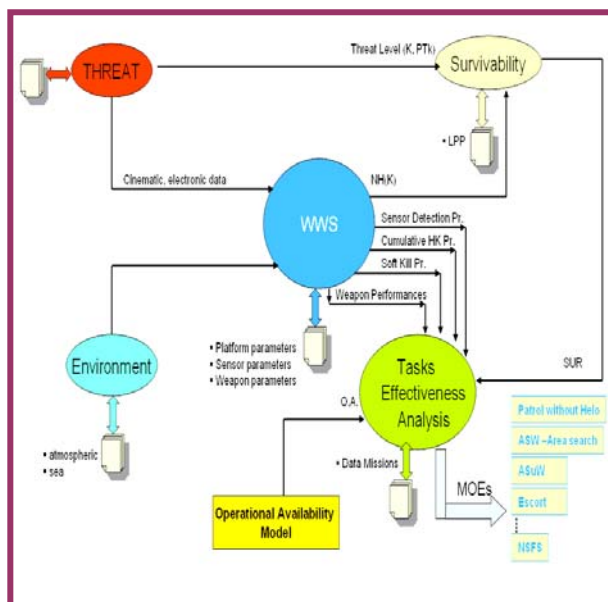 Threat Level (K, PTk)
THREAT
Survivability
• LPP
Cinematic, electronic data
NH(K)
WWS
Sensor Detection Pr.
Cumulative HK Pr.
Soft Kill Pr.
Weapon Performances
• Platform parameters
• Sensor parameters
• Weapon parameters
Environment
• atmospheric
• sea
Tasks
Effectiveness
Analysis
SUR
O.A.
• Data Missions
Operational Availability
Model
MOEs
Patrol without Helo
ASW –Area search
ASuW
Escort
NSFS